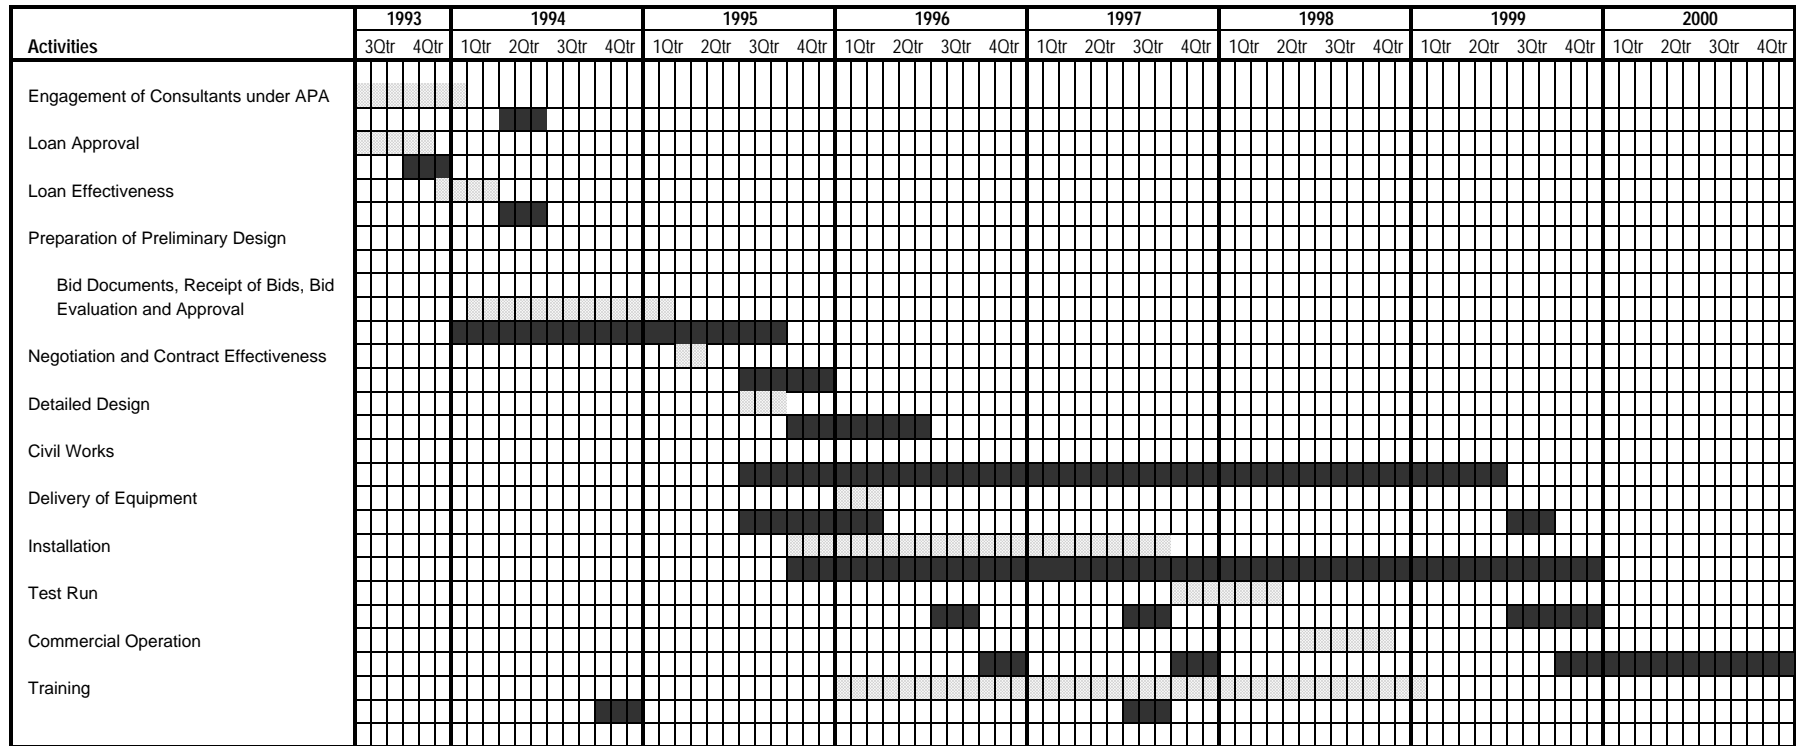 1993 1994 1995 1996 1997 1998 1999 2000
Activities 3Qtr 4Qtr 1Qtr 2Qtr 3Qtr 4Qtr 1Qtr 2Qtr 3Qtr 4Qtr 1Qtr 2Qtr 3Qtr 4Qtr 1Qtr 2Qtr 3Qtr 4Qtr 1Qtr 2Qtr 3Qtr 4Qtr 1Qtr 2Qtr 3Qtr 4Qtr 1Qtr 2Qtr 3Qtr 4Qtr
Engagement of Consultants under APA
Loan Approval
Loan Effectiveness
Preparation of Preliminary Design
Bid Documents, Receipt of Bids, Bid
Evaluation and Approval
Negotiation and Contract Effectiveness
Detailed Design
Civil Works
Delivery of Equipment
Installation
Test Run
Commercial Operation
Training